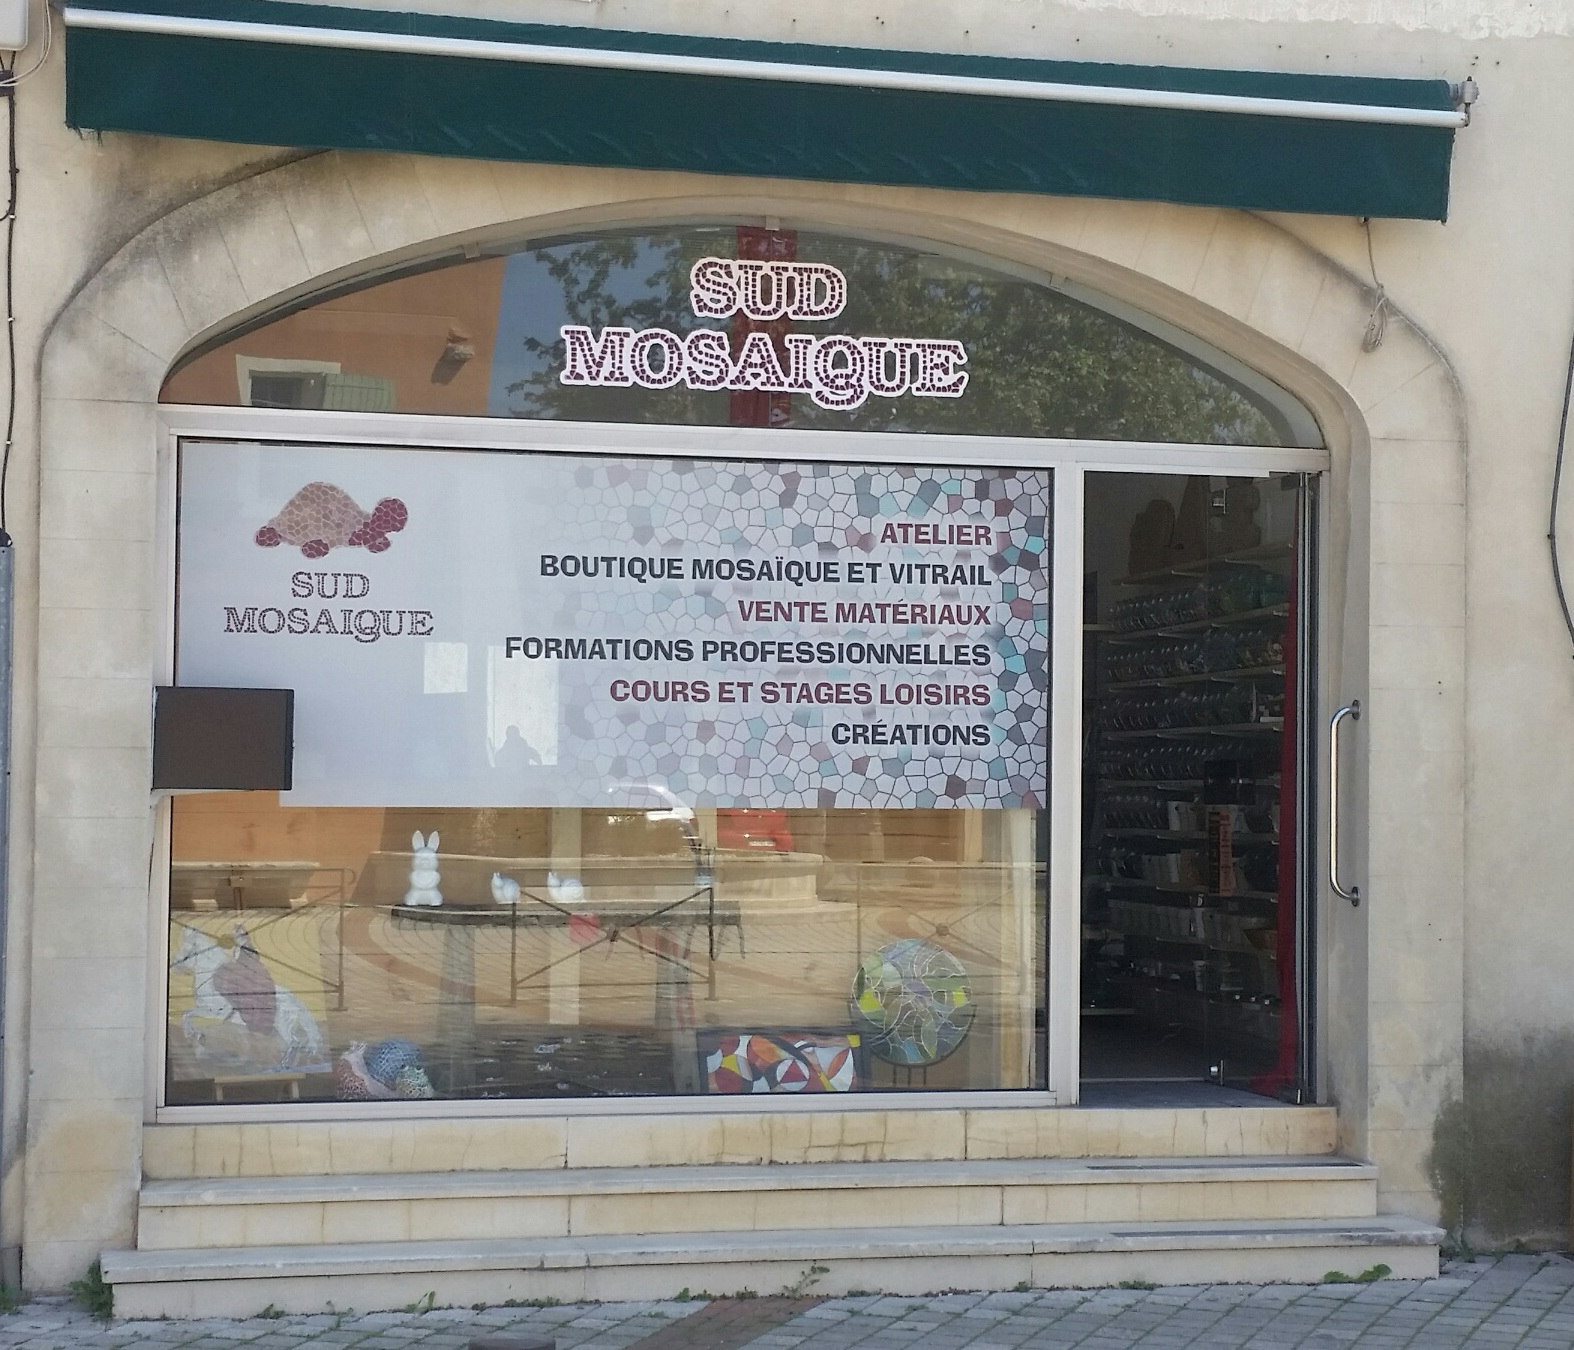 SUD
MOSAIQUE
SUD
MOSAIQUE
ATELIER
BOUTIQUE MOSAÏQUE ET VITRAIL
VENTE MATÉRIAUX
FORMATIONS PROFESSIONNELLES
COURS ET STAGES LOISIRS
CRÉATIONS